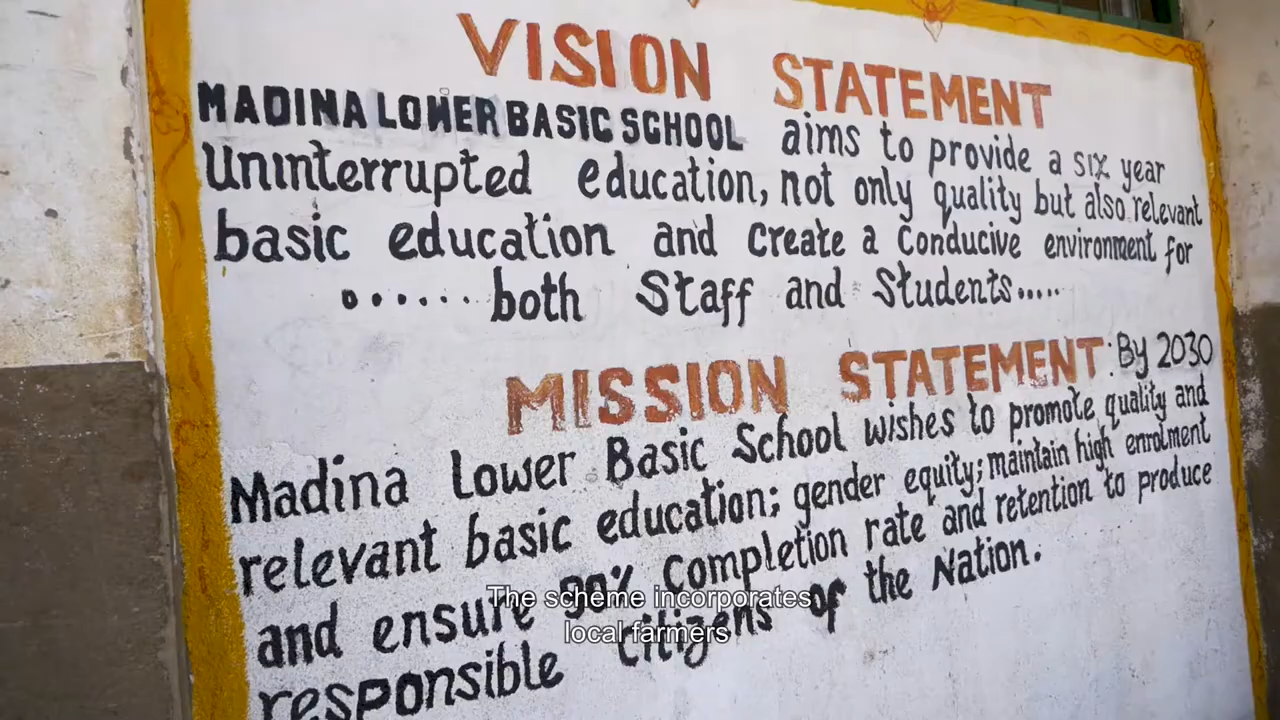 VISION STATEMENT
MADINA LOWER BASIC SCHOOL aims to provide a six year
Uninterrupted education, not only quality but also relevant
basic education and create a conducive environment for
.......both Staff and Students.....
MISSION STATEMENT: By 2030
Madina Lower Basic School wishes to promote quality and
relevant basic education; gender equity; maintain high enrolment
and ensure 90% completion rate and retention to produce
responsible citizens of the Nation.
The scheme incorporates
local farmers